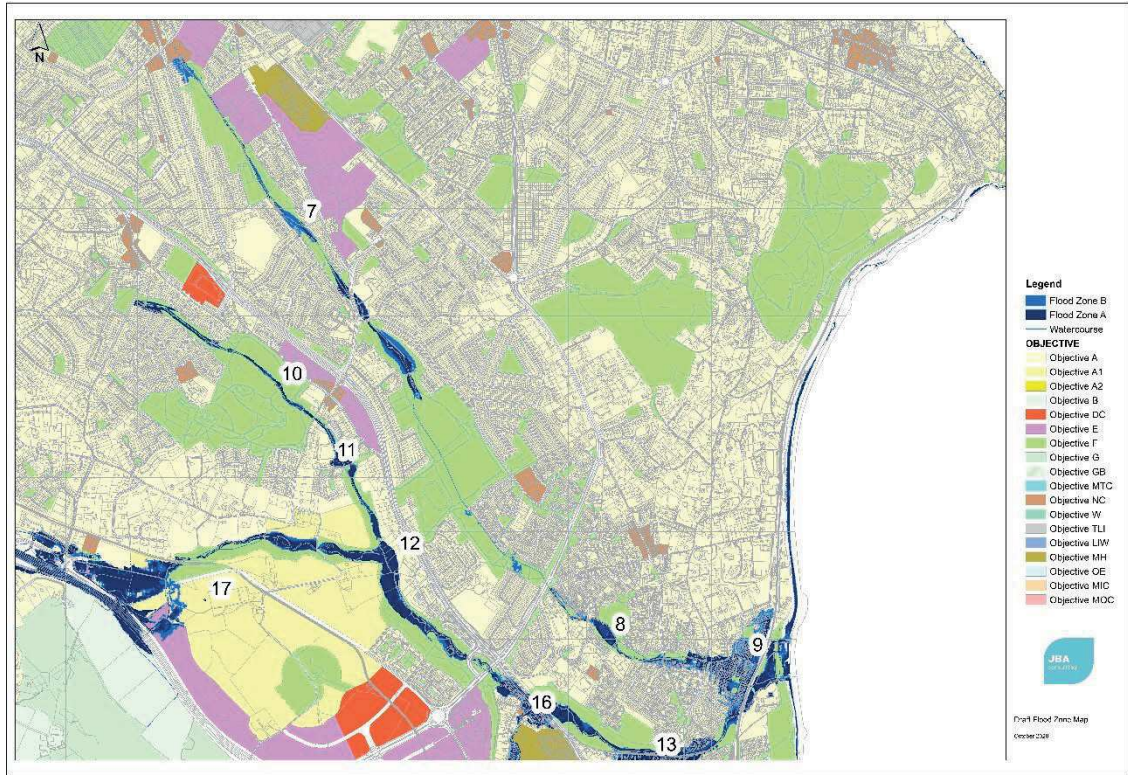 N
7
10
11
12
17
8
9
16
13
Legend
Flood Zone B
Flood Zone A
Watercourse
OBJECTIVE
Objective A
Objective A1
Objective A2
Objective B
Objective DC
Objective E
Objective F
Objective G
Objective GB
Objective MTC
Objective NC
Objective W
Objective TLI
Objective LIW
Objective MH
Objective OE
Objective MIC
Objective MOC
JBA
consulting
Draft Flood Zone Map
October 2020